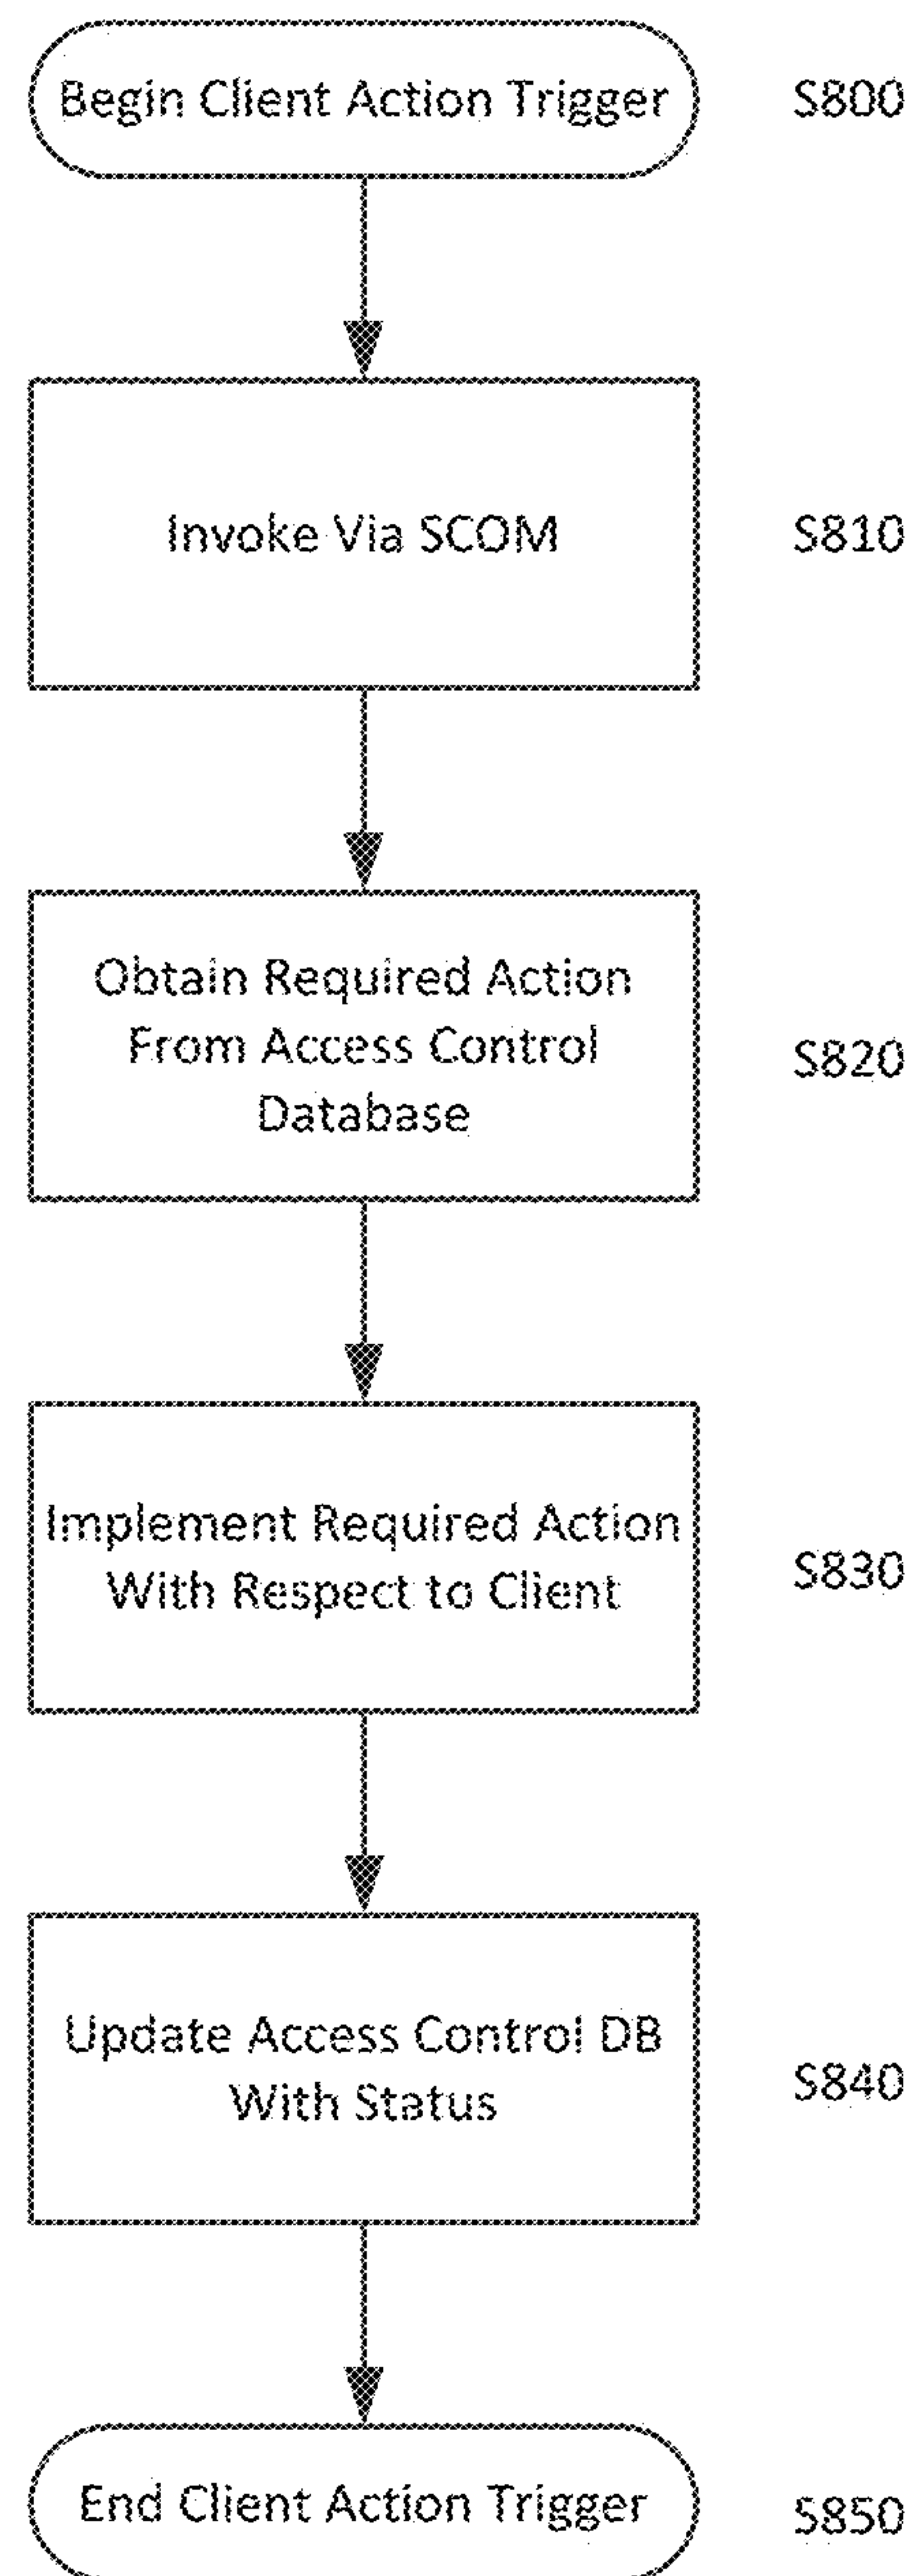 Begin Client Action Trigger
S800
Invoke Via SCOM
S810
Obtain Required Action
From Access Control
Database
S820
Implement Required Action
With Respect to Client
S830
Update Access Control DB
With Status
S840
End Client Action Trigger
S850